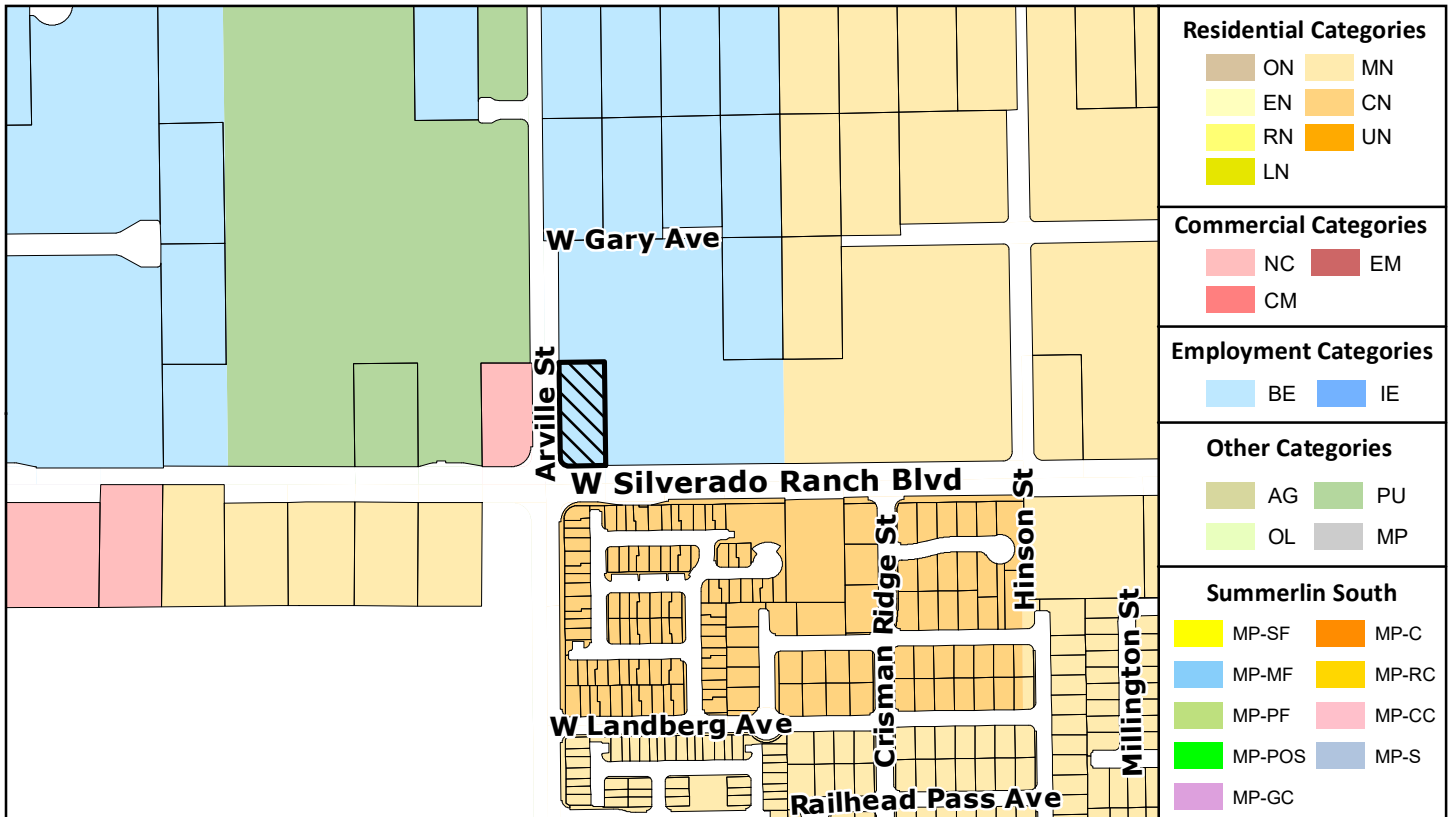 W Gary Ave
Arville St
W Silverado Ranch Blvd
Hinson St
Crisman Ridge St
Millington St
W Landberg Ave
Railhead Pass Ave
Residential Categories
ON MN
EN CN
RN UN
LN
Commercial Categories
NC EM
CM
Employment Categories
BE IE
Other Categories
AG PU
OL MP
Summerlin South
MP-SF MP-C
MP-MF MP-RC
MP-PF MP-CC
MP-POS MP-S
MP-GC